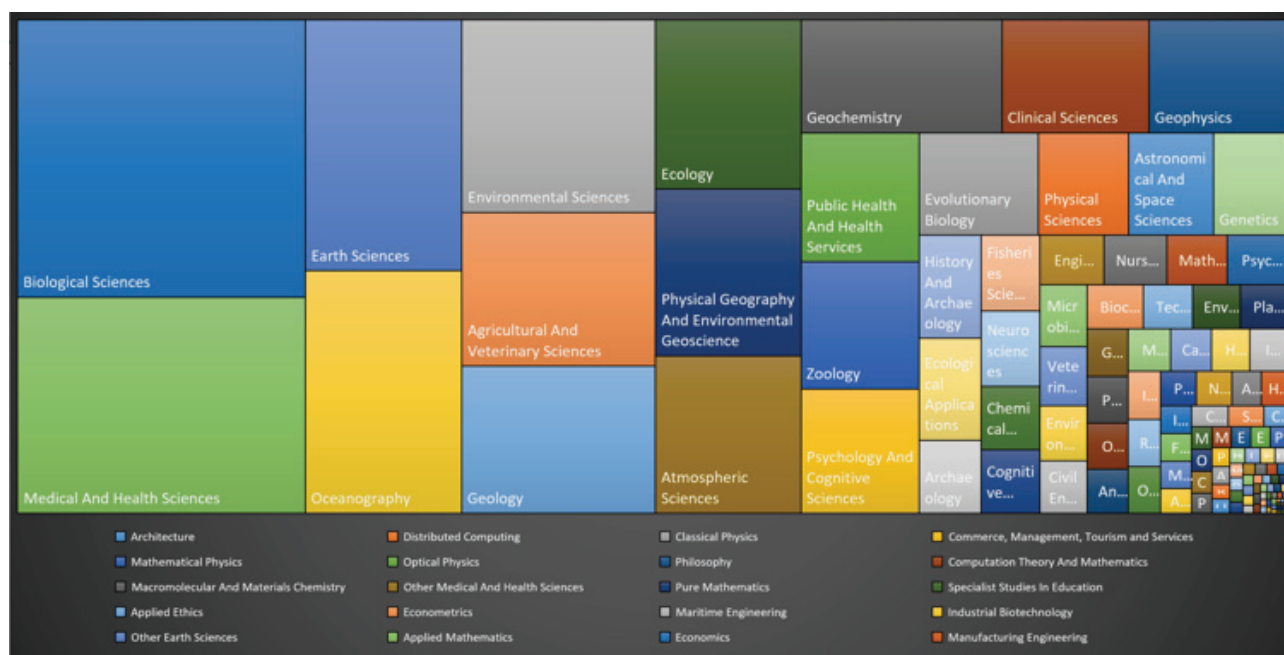 Biological Sciences
Medical And Health Sciences
Earth Sciences
Oceanography
Environmental Sciences
Agricultural And
Veterinary Sciences
Geology
Ecology
Physical Geography
And Environmental
Geoscience
Atmospheric
Sciences
Geochemistry
Clinical Sciences
Geophysics
Public Health
And Health
Services
Zoology
Psychology And
Cognitive
Sciences
Evolutionary
Biology
Physical
Sciences
Astronomi
cal And
Space
Sciences
Genetics
History
And
Archae
ology
Ecologi
cal
Applica
tions
Archae
ology
Fisheri
es
Scie...
Neuro
scienc
es
Chemi
cal...
Cogniti
ve...
Engi...
Nurs...
Math...
Psyc...
Micr
obi...
Vete
rin...
Envir
on...
Civil
En...
Bioc...
Tec...
Env...
Pla...
G...
P...
O...
An...
M...
Ca...
H...
I...
I...
R...
O...
P...
N...
A...
H...
I...
F...
M...
A...
C...
S...
C...
M
M
E
E
P
O
P
C
A
P
Architecture
Distributed Computing
Classical Physics
Commerce, Management, Tourism and Services
Mathematical Physics
Optical Physics
Philosophy
Computation Theory And Mathematics
Macromolecular And Materials Chemistry
Other Medical And Health Sciences
Pure Mathematics
Specialist Studies In Education
Applied Ethics
Econometrics
Maritime Engineering
Industrial Biotechnology
Other Earth Sciences
Applied Mathematics
Economics
Manufacturing Engineering